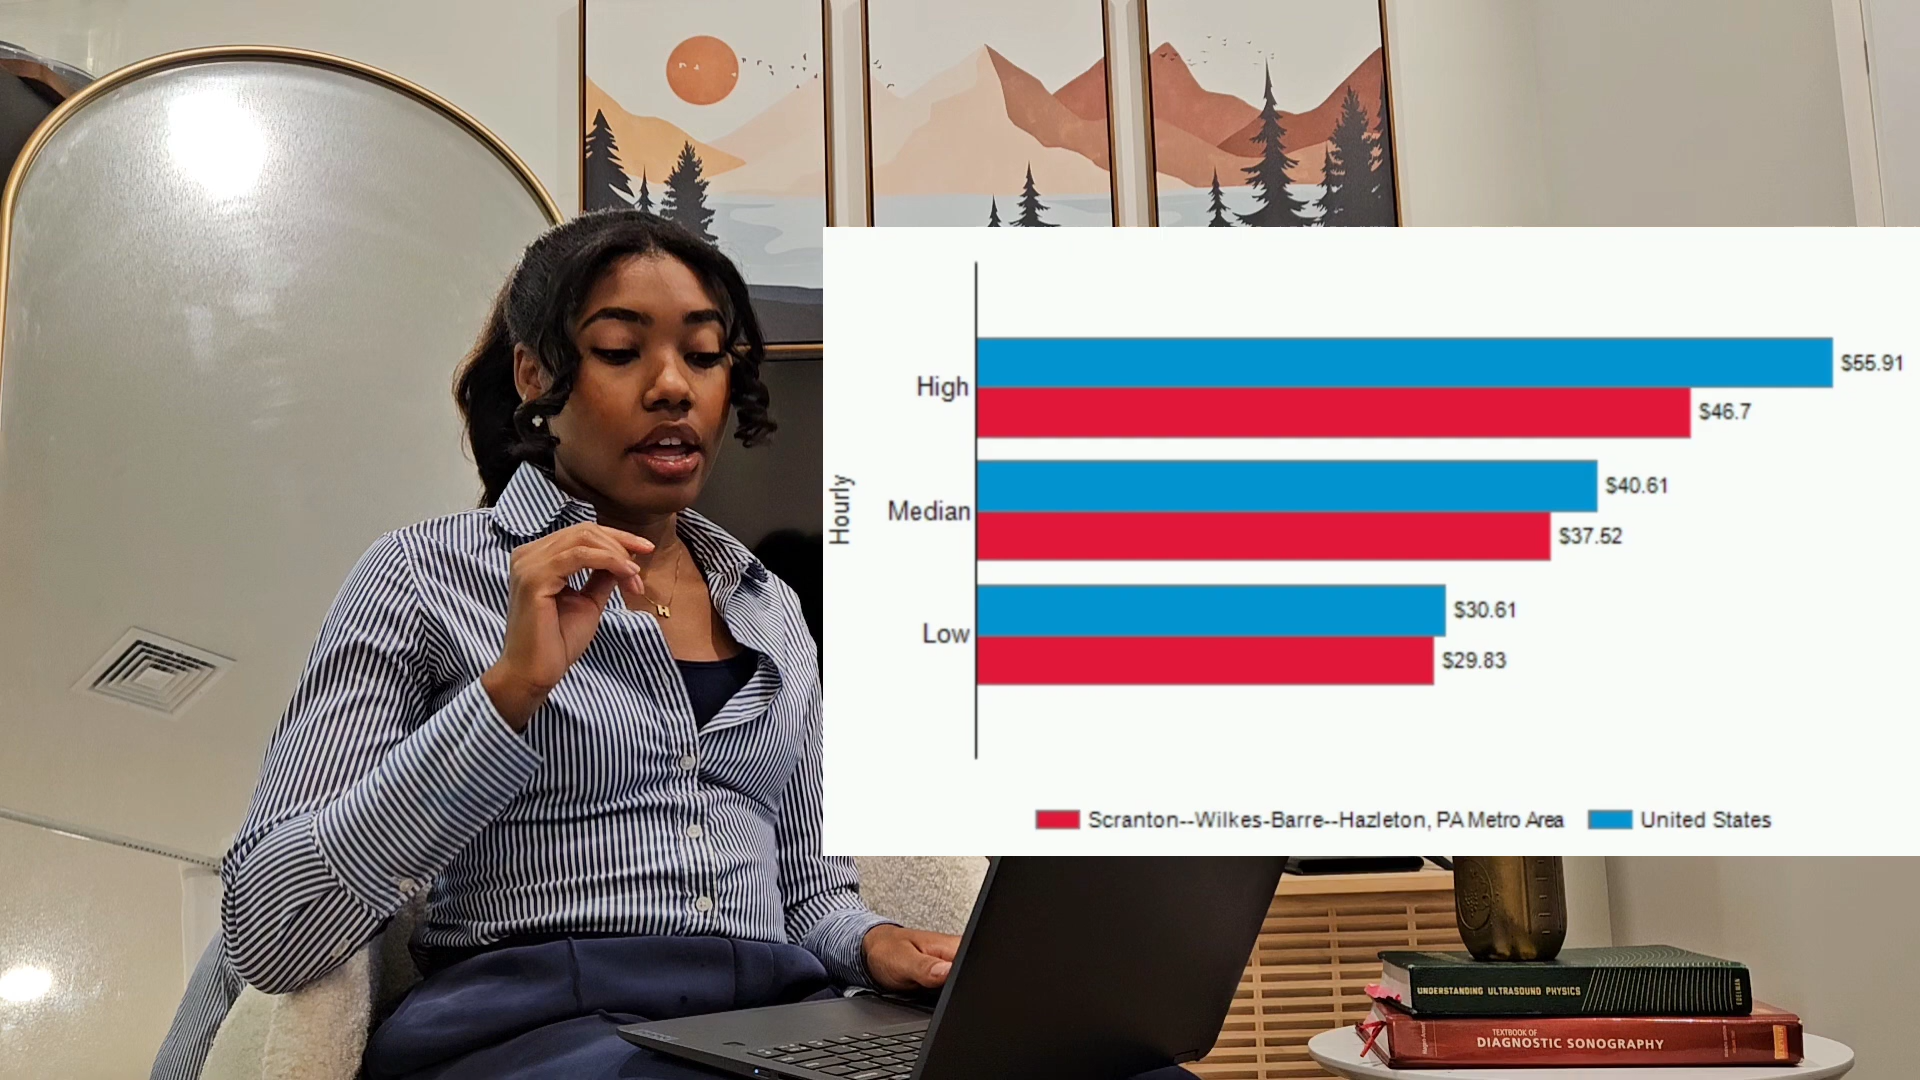 High
$55.91
$46.7
Hourly
Median
$40.61
$37.52
Low
$30.61
$29.83
Scranton--Wilkes-Barre--Hazleton, PA Metro Area
United States
UNDERSTANDING ULTRASOUND PHYSICS
EDELMAN
TEXTBOOK OF
DIAGNOSTIC SONOGRAPHY
H